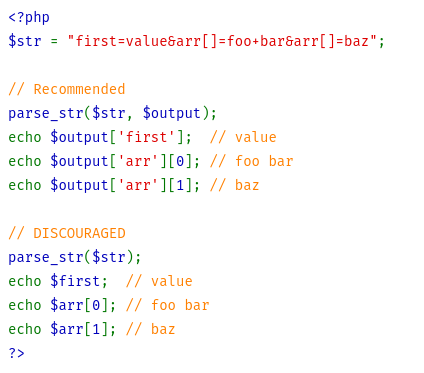 <?php
$str = "first=value&arr[]=foo+bar&arr[]=baz";

// Recommended
parse_str($str, $output);
echo $output['first'];  // value
echo $output['arr'][0]; // foo bar
echo $output['arr'][1]; // baz

// DISCOURAGED
parse_str($str);
echo $first;  // value
echo $arr[0]; // foo bar
echo $arr[1]; // baz
?>